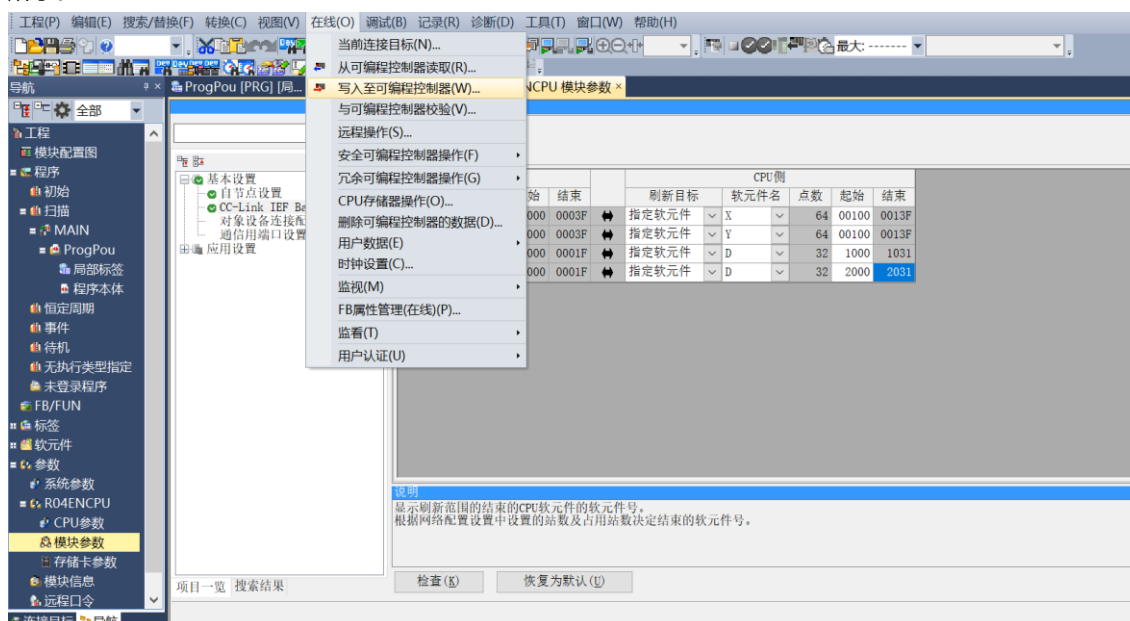 工程(P) 编辑(E) 搜索/替换(F) 转换(C) 视图(V) 在线(O) 调试(B) 记录(R) 诊断(D) 工具(T) 窗口(W) 帮助(H)
最大: -------
导航
ProgPou [PRG] [局...
CPU 模块参数
全部
工程
模块配置图
程序
初始
扫描
MAIN
ProgPou
局部标签
程序本体
恒定周期
事件
待机
无执行类型指定
未登录程序
FB/FUN
标签
软元件
参数
系统参数
R04ENCPU
CPU参数
模块参数
存储卡参数
模块信息
远程口令
连接目标 导航
基本设置
自节点设置
CC-Link IEF Ba
对象设备连接配
通信用端口设置
应用设置
项目一览 搜索结果
当前连接目标(N)...
从可编程控制器读取(R)...
写入至可编程控制器(W)...
与可编程控制器校验(V)...
远程操作(S)...
安全可编程控制器操作(F)
冗余可编程控制器操作(G)
CPU存储器操作(O)...
删除可编程控制器的数据(D)...
用户数据(E)
时钟设置(C)...
监视(M)
FB属性管理(在线)(P)...
监看(T)
用户认证(U)
CPU侧
始 结束 刷新目标 软元件名 点数 起始 结束
000 0003F 指定软元件 X 64 00100 0013F
000 0003F 指定软元件 Y 64 00100 0013F
000 0001F 指定软元件 D 32 1000 1031
000 0001F 指定软元件 D 32 2000 2031
说明
显示刷新范围的结束的CPU软元件的软元件号。
根据网络配置设置中设置的站数及占用站数决定结束的软元件号。
检查(K) 恢复为默认(U)